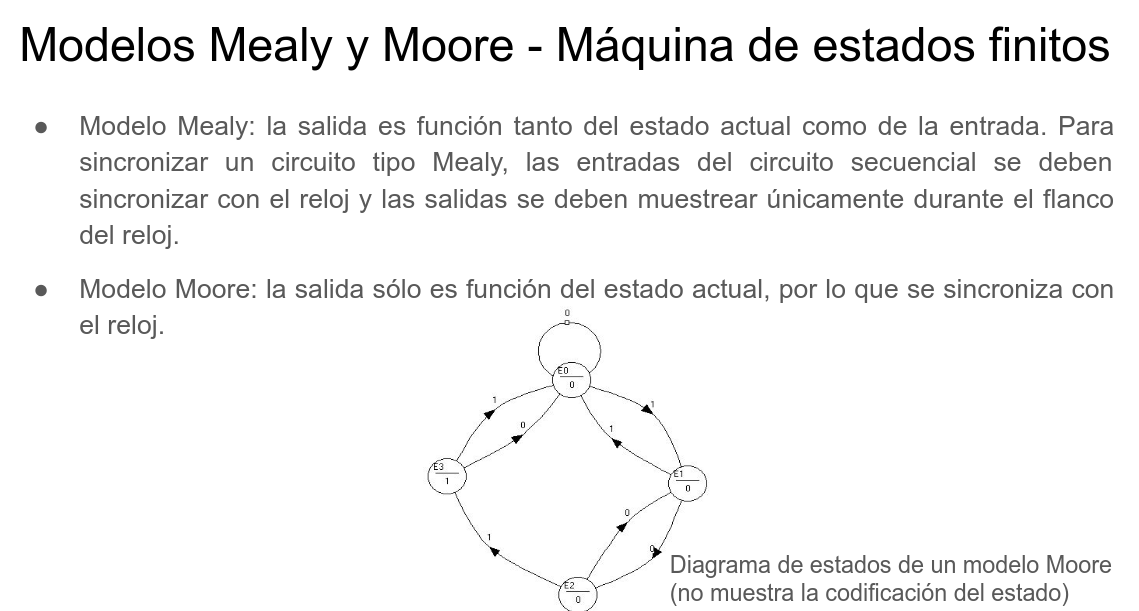 Modelos Mealy y Moore - Máquina de estados finitos
● Modelo Mealy: la salida es función tanto del estado actual como de la entrada. Para
sincronizar un circuito tipo Mealy, las entradas del circuito secuencial se deben
sincronizar con el reloj y las salidas se deben muestrear únicamente durante el flanco
del reloj.
● Modelo Moore: la salida sólo es función del estado actual, por lo que se sincroniza con
el reloj.
0
E0
0
1
1
0
1
E3
1
E1
0
0
1
0
E2
0
Diagrama de estados de un modelo Moore
(no muestra la codificación del estado)